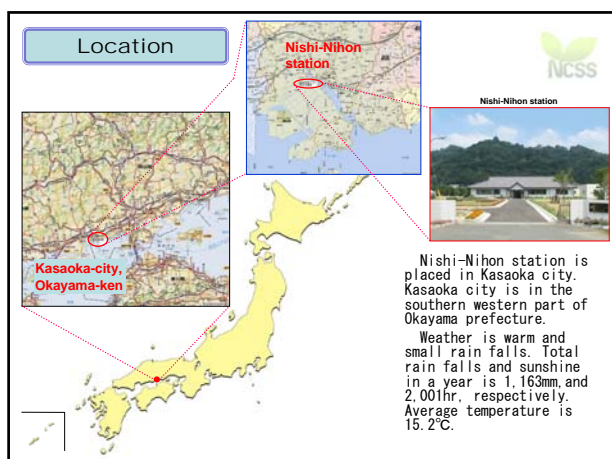 Location
Nishi-Nihon
station
NCSS
Nishi-Nihon station
Kasaoka-city,
Okayama-ken
Nishi-Nihon station is
placed in Kasaoka city.
Kasaoka city is in the
southern western part of
Okayama prefecture.
Weather is warm and
small rain falls. Total
rain falls and sunshine
in a year is 1,163mm,and
2,001hr, respectively.
Average temperature is
15.2℃.